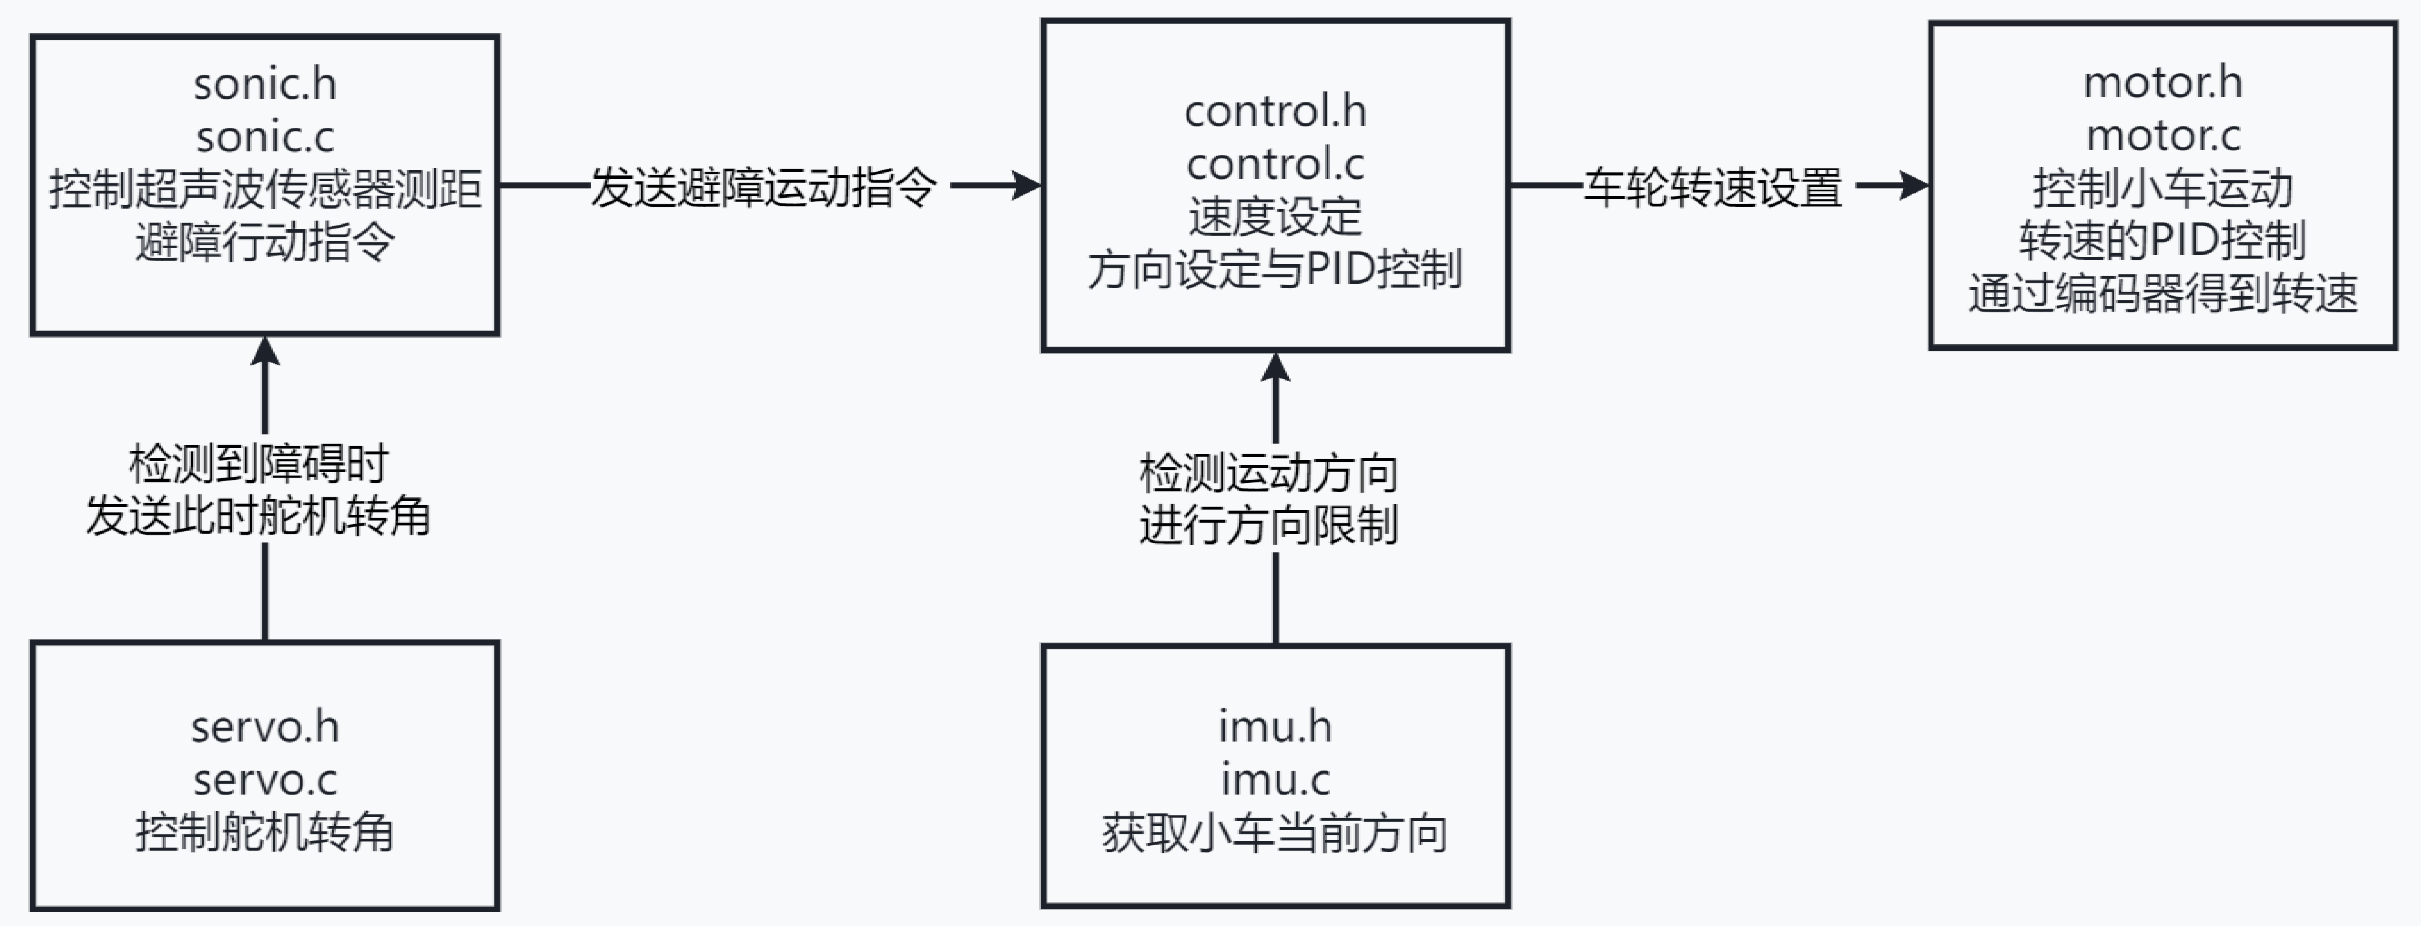 sonic.h
sonic.c
控制超声波传感器测距
避障行动指令
发送避障运动指令
control.h
control.c
速度设定
方向设定与PID控制
车轮转速设置
motor.h
motor.c
控制小车运动
转速的PID控制
通过编码器得到转速
检测到障碍时
发送此时舵机转角
检测运动方向
进行方向限制
servo.h
servo.c
控制舵机转角
imu.h
imu.c
获取小车当前方向